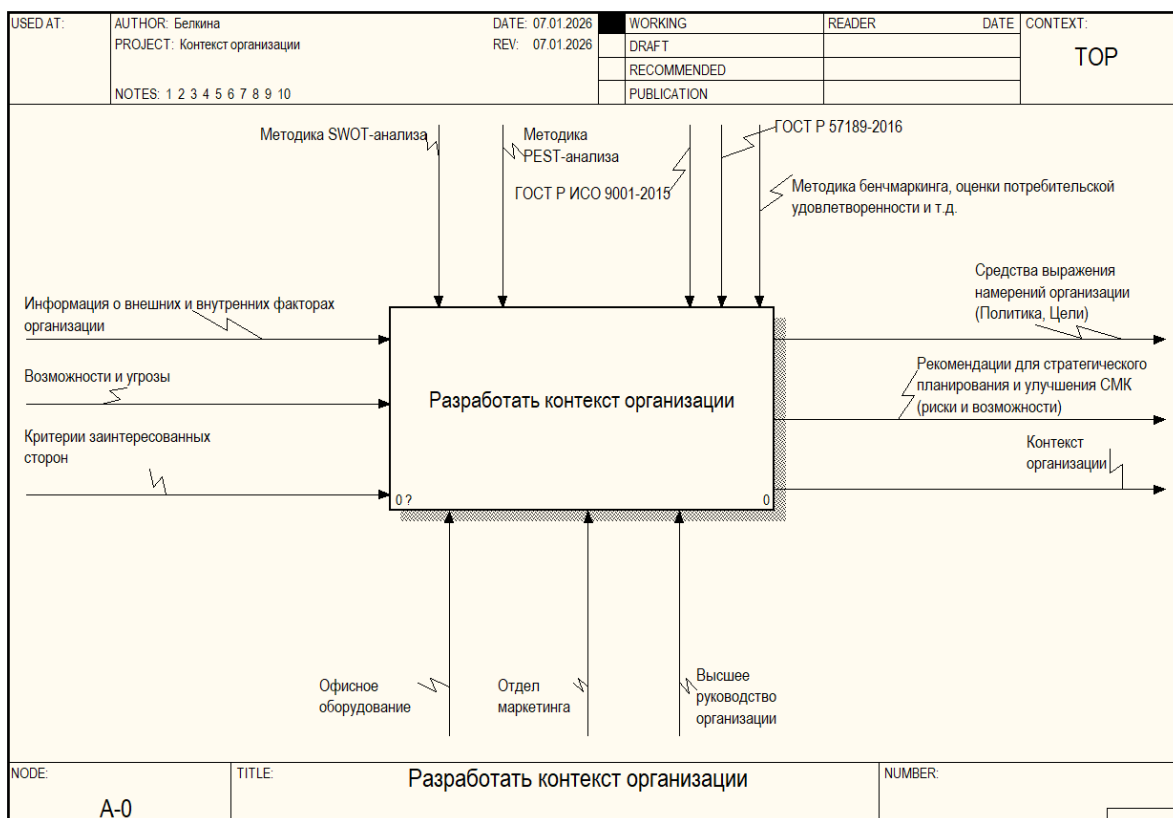 USED AT:
AUTHOR: Белкина
DATE: 07.01.2026
WORKING
READER
DATE
CONTEXT:
PROJECT: Контекст организации
REV: 07.01.2026
DRAFT
TOP
RECOMMENDED
NOTES: 1 2 3 4 5 6 7 8 9 10
PUBLICATION
Методика SWOT-анализа
Методика
PEST-анализа
ГОСТ Р ИСО 9001-2015
ГОСТ Р 57189-2016
Методика бенчмаркинга, оценки потребительской
удовлетворенности и т.д.
Информация о внешних и внутренних факторах
организации
Возможности и угрозы
Критерии заинтересованных
сторон
Разработать контекст организации
0 ?
0
Средства выражения
намерений организации
(Политика, Цели)
Рекомендации для стратегического
планирования и улучшения СМК
(риски и возможности)
Контекст
организации
Офисное
оборудование
Отдел
маркетинга
Высшее
руководство
организации
NODE:
A-0
TITLE:
Разработать контекст организации
NUMBER: